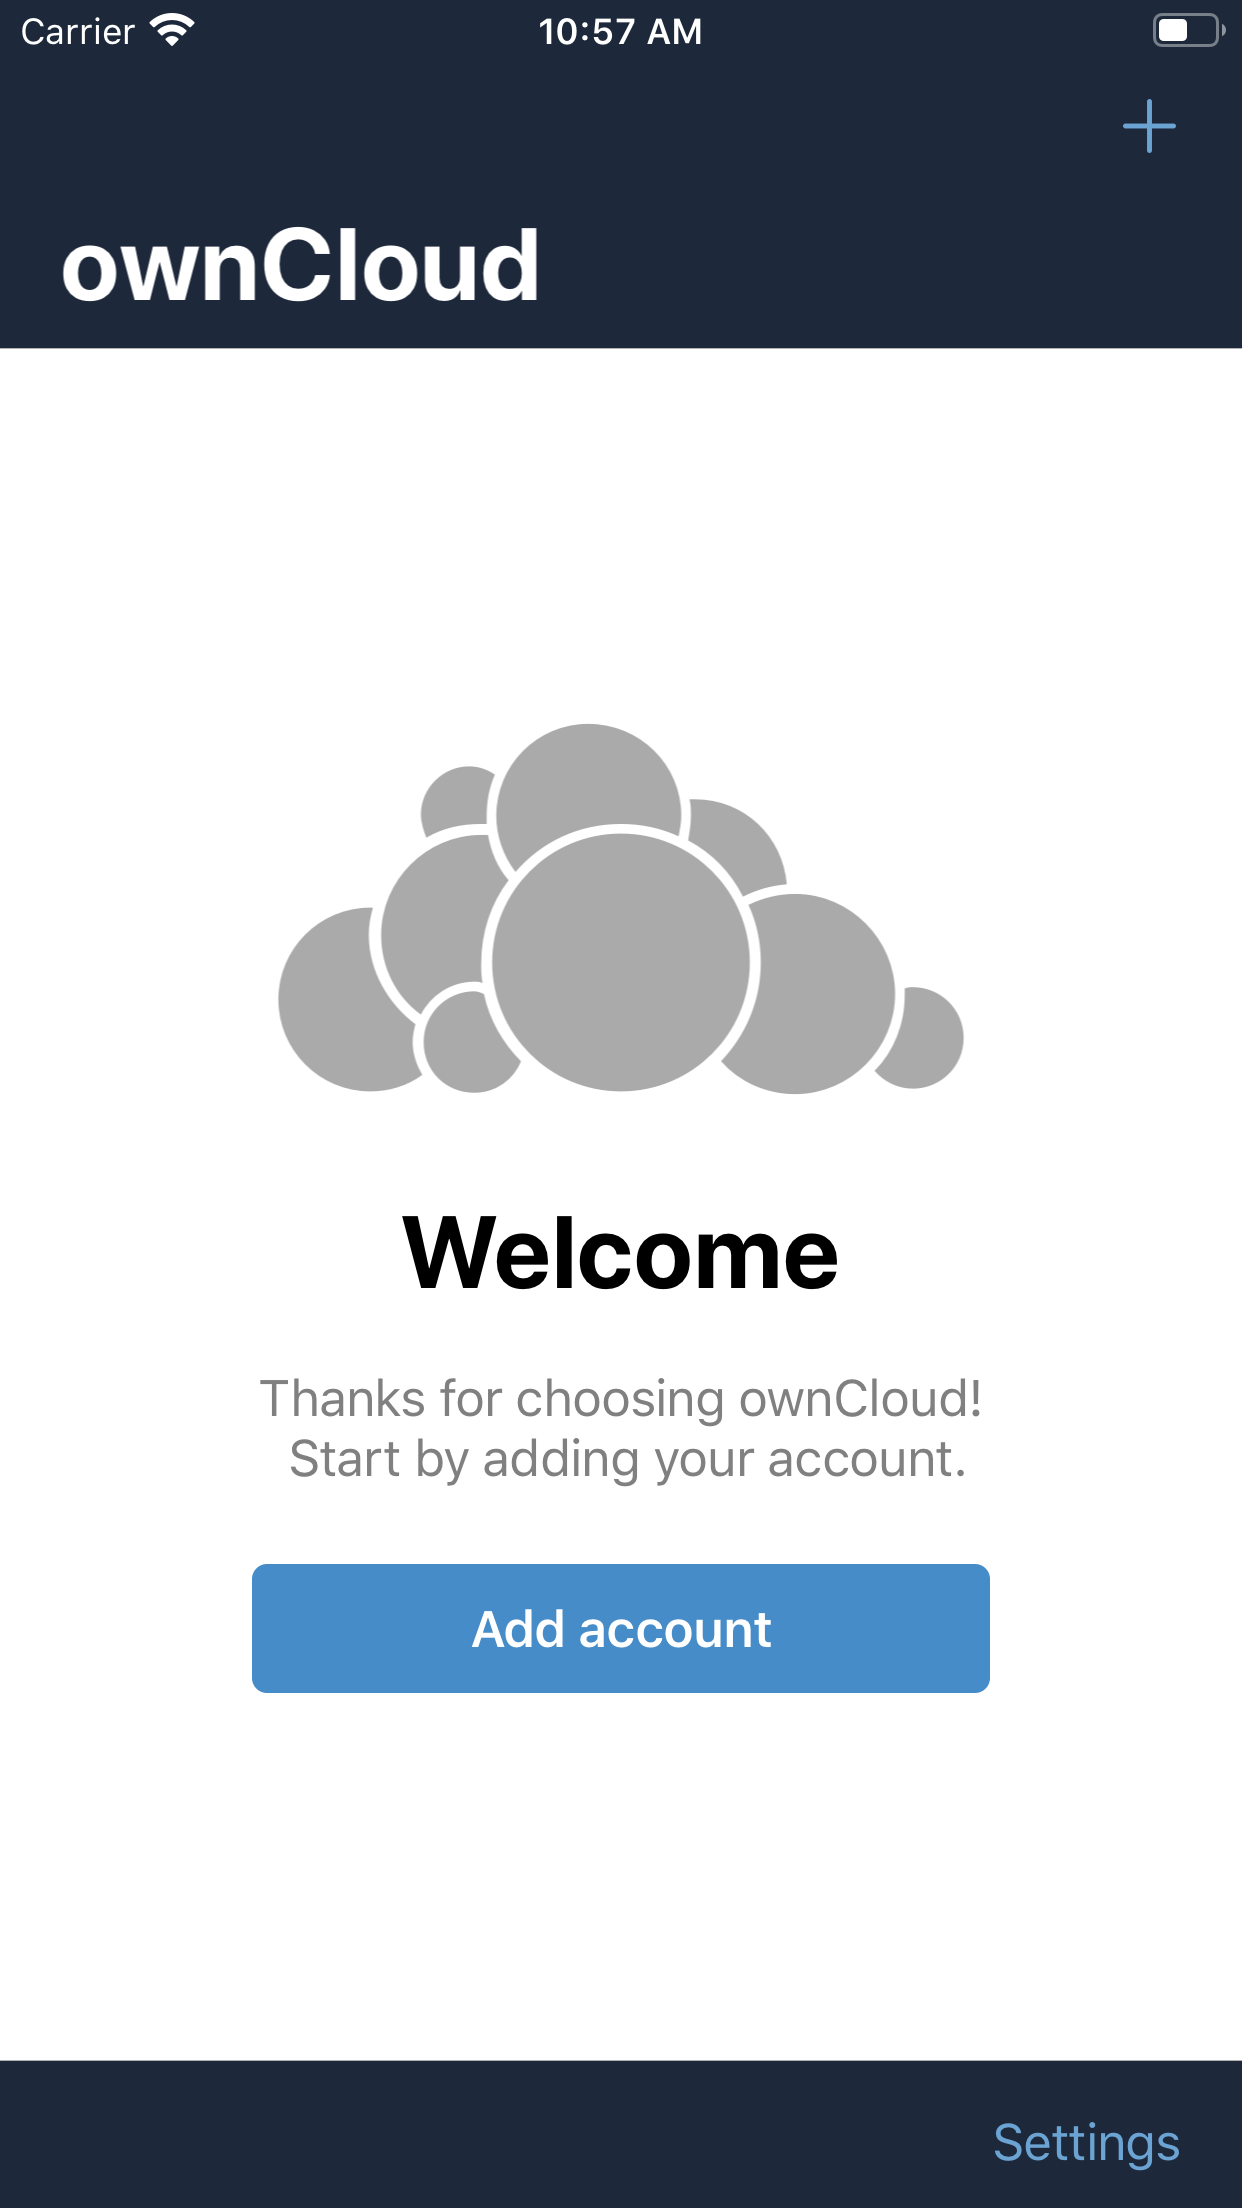 Carrier
10:57 AM
ownCloud
Welcome
Thanks for choosing ownCloud!
Start by adding your account.
Add account
Settings